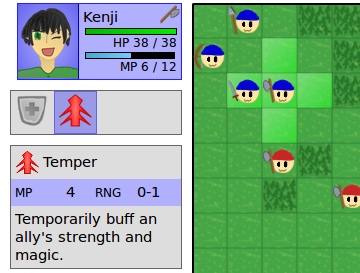 Kenji
HP 38 / 38
MP 6 / 12
Temper
MP 4 RNG 0-1
Temporarily buff an
ally's strength and
magic.